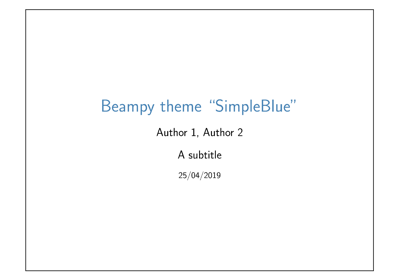 Beampy theme “SimpleBlue”
Author 1, Author 2
A subtitle
25/04/2019